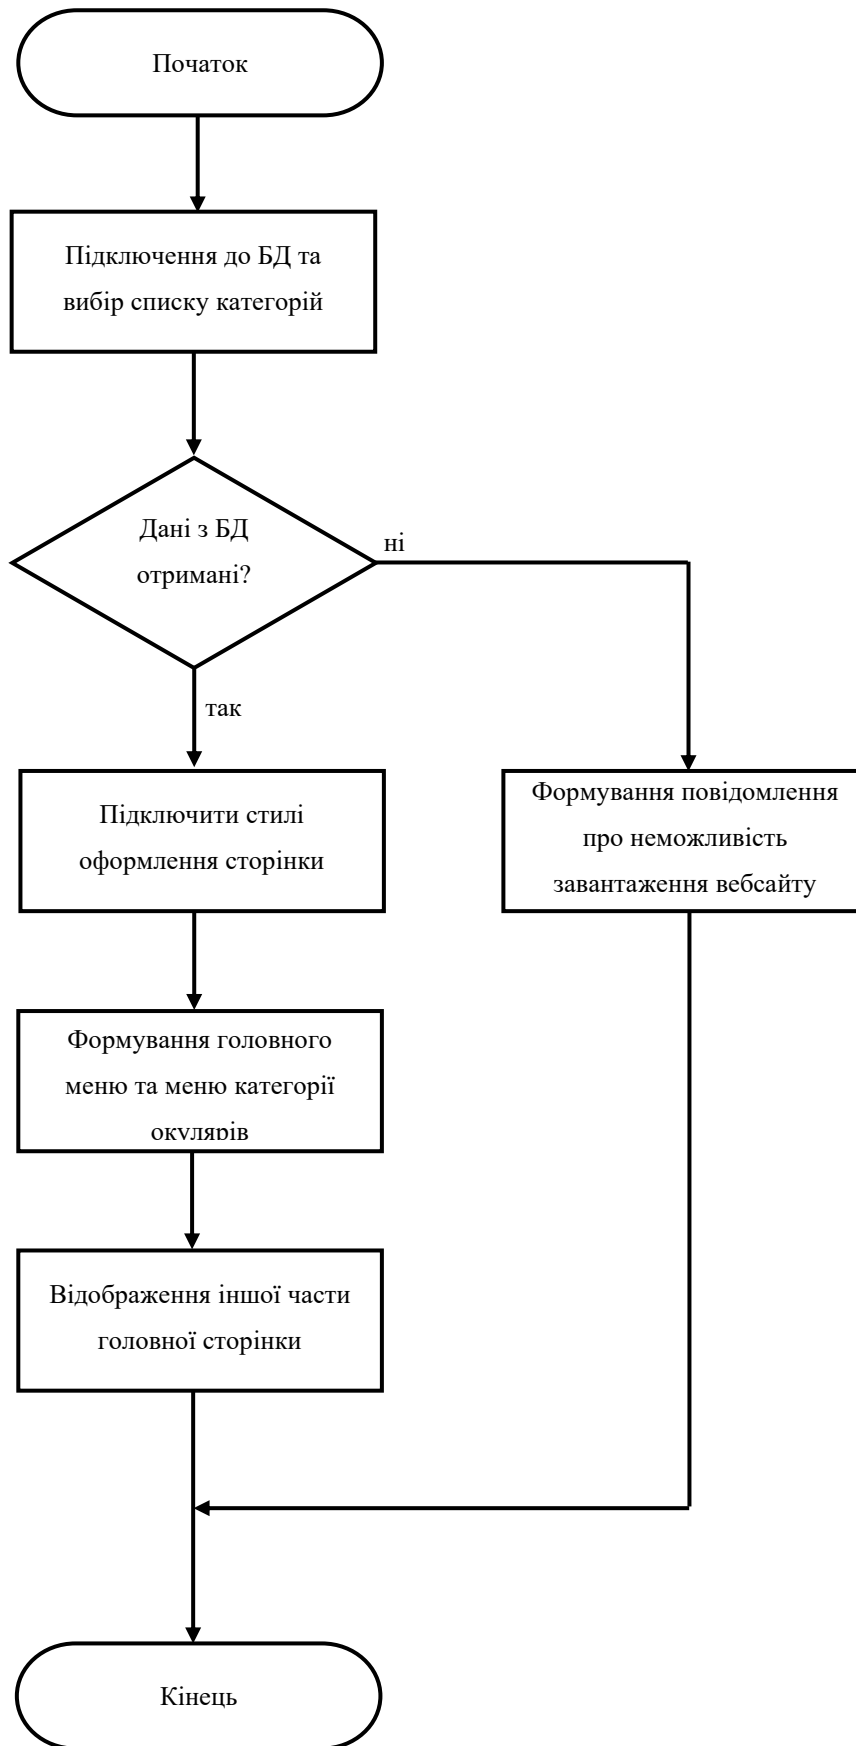 Початок
Підключення до БД та
вибір списку категорій
Дані з БД
отримані?
ні
так
Підключити стилі
оформлення сторінки
Формування повідомлення
про неможливість
завантаження вебсайту
Формування головного
меню та меню категорії
окулярів
Відображення іншої части
головної сторінки
Кінець